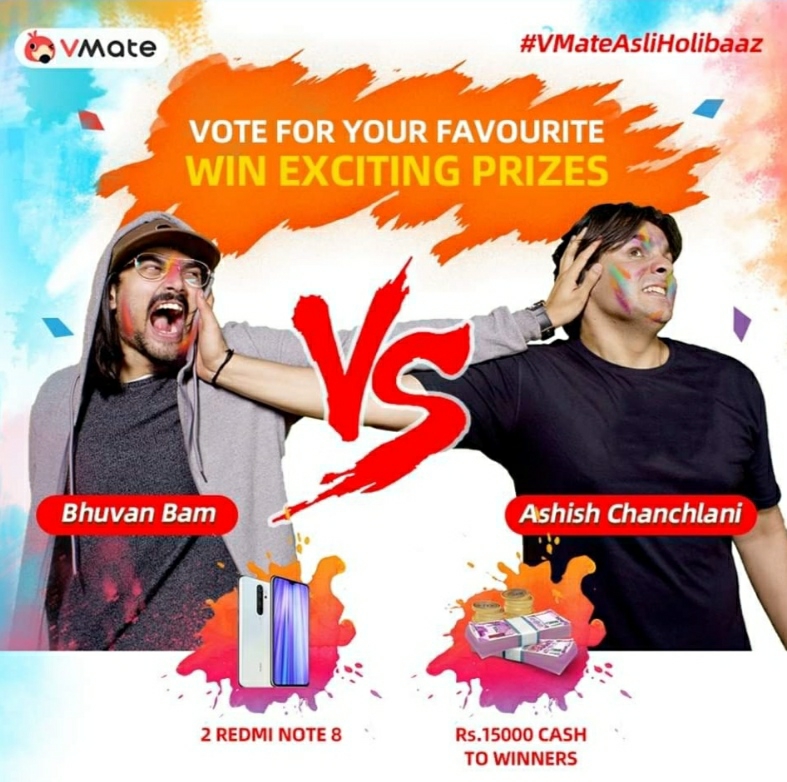 VMate
#VMateAsliHolibaaz
VOTE FOR YOUR FAVOURITE
WIN EXCITING PRIZES
VS
Bhuvan Bam
Ashish Chanchlani
2 REDMI NOTE 8
Rs.15000 CASH
TO WINNERS